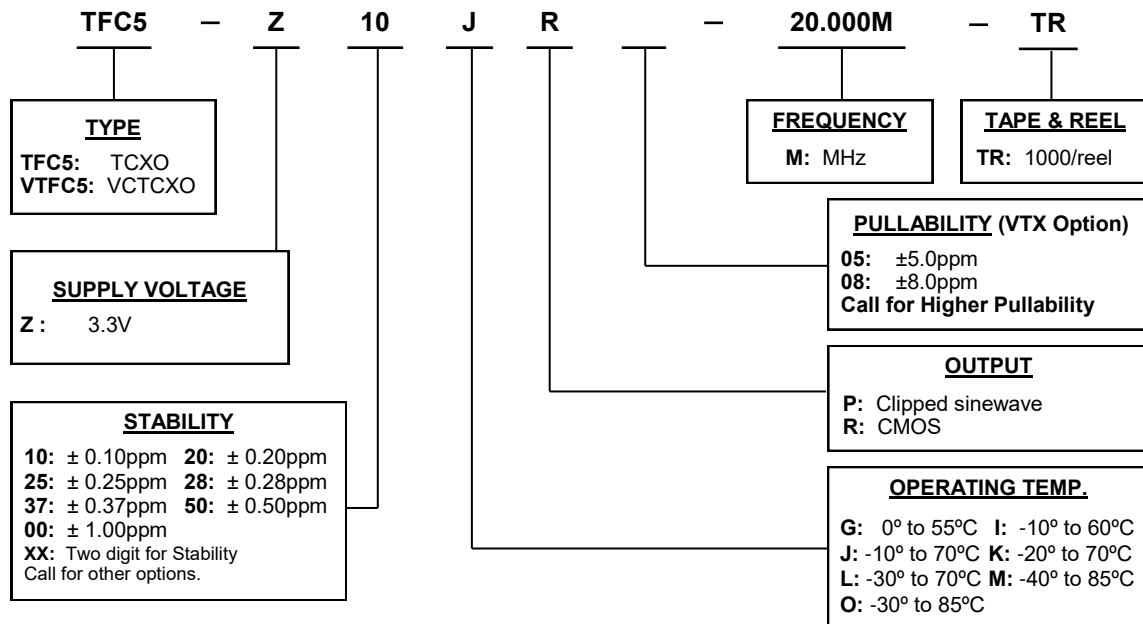 TFC5 – Z 10 J R – 20.000M – TR
TYPE
TFC5: TCXO
VTFC5: VCTCXO
FREQUENCY
M: MHz
TAPE & REEL
TR: 1000/reel
SUPPLY VOLTAGE
Z : 3.3V
PULLABILITY (VTX Option)
05: ±5.0ppm
08: ±8.0ppm
Call for Higher Pullability
OUTPUT
P: Clipped sinewave
R: CMOS
STABILITY
10: ± 0.10ppm 20: ± 0.20ppm
25: ± 0.25ppm 28: ± 0.28ppm
37: ± 0.37ppm 50: ± 0.50ppm
00: ± 1.00ppm
XX: Two digit for Stability
Call for other options.
OPERATING TEMP.
G: 0º to 55ºC I: -10º to 60ºC
J: -10º to 70ºC K: -20º to 70ºC
L: -30º to 70ºC M: -40º to 85ºC
O: -30º to 85ºC